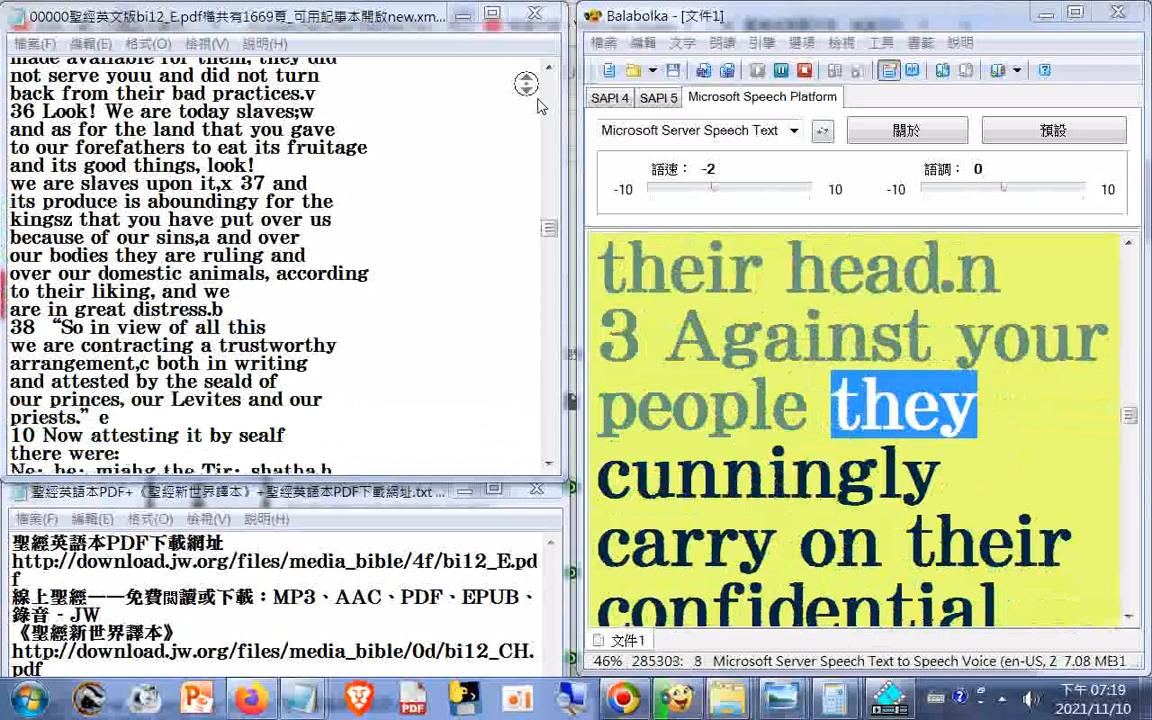 00000聖經英文版bi12_E.pdf檔共有1669頁_可用記事本開啟new.xm...
檔案(F) 編輯(E) 格式(O) 檢視(V) 說明(H)
made available for them, they did
not serve youu and did not turn
back from their bad practices.v
36 Look! We are today slaves;w
and as for the land that you gave
to our forefathers to eat its fruitage
and its good things, look!
we are slaves upon it,x 37 and
its produce is aboundingy for the
kingsz that you have put over us
because of our sins,a and over
our bodies they are ruling and
over our domestic animals, according
to their liking, and we
are in great distress.b
38 “So in view of all this
we are contracting a trustworthy
arrangement,c both in writing
and attested by the seald of
our princes, our Levites and our
priests.” e
10 Now attesting it by sealf
there were:
Ne· he· miahg the Tir· shatha,h
聖經英語本PDF+《聖經新世界譯本》+聖經英語本PDF下載網址.txt ...
檔案(F) 編輯(E) 格式(O) 檢視(V) 說明(H)
聖經英語本PDF下載網址
http://download.jw.org/files/media_bible/4f/bi12_E.pd
f
線上聖經——免費閱讀或下載：MP3、AAC、PDF、EPUB、
錄音 - JW
《聖經新世界譯本》
http://download.jw.org/files/media_bible/0d/bi12_CH.
pdf
Balabolka - [文件1]
檔案 編輯 文字 朗讀 引擎 選項 檢視 工具 書籤 說明
SAPI 4 SAPI 5 Microsoft Speech Platform
Microsoft Server Speech Text 關於 預設
語速： -2 語調： 0
-10 10 -10 10
their head.n
3 Against your
people they
cunningly
carry on their
confidential
文件1
46% 285303: 8 Microsoft Server Speech Text to Speech Voice (en-US, Z 7.08 MB1
下午 07:19
2021/11/10